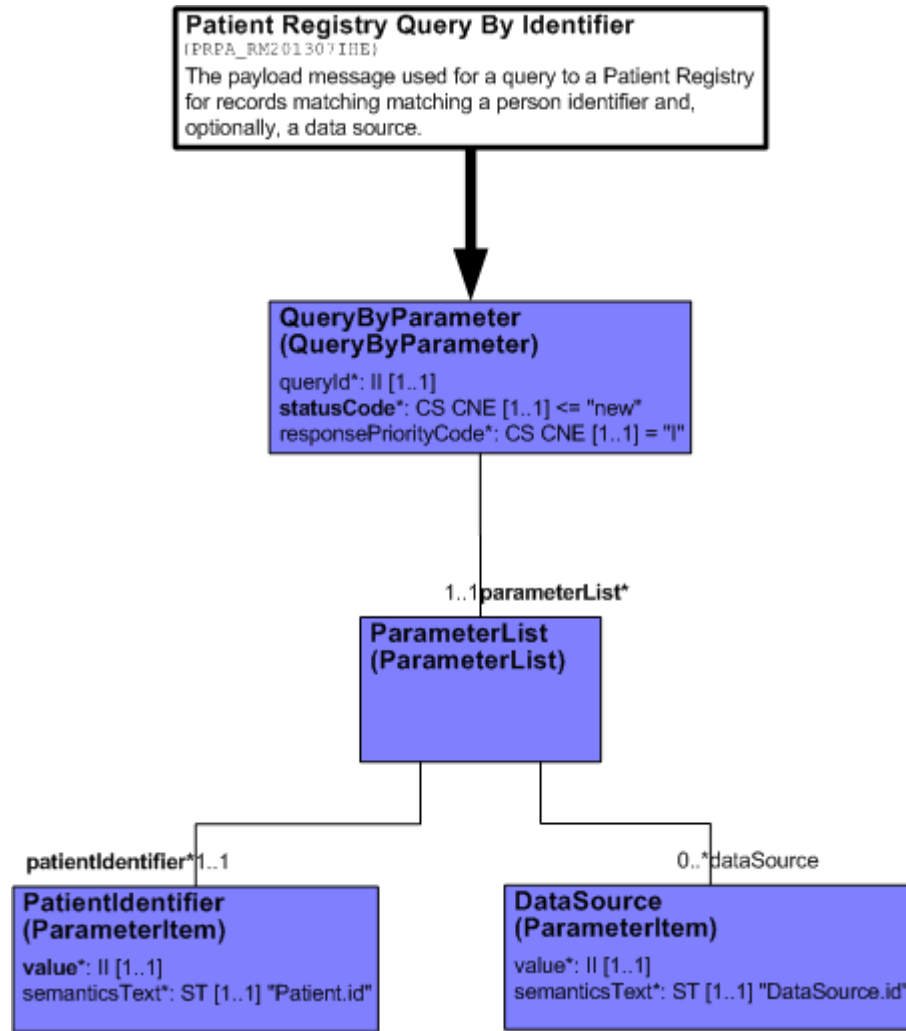 Patient Registry Query By Identifier
(PRPA_RM201307IHE)
The payload message used for a query to a Patient Registry
for records matching matching a person identifier and,
optionally, a data source.
QueryByParameter
(QueryByParameter)
queryId*: II [1..1]
statusCode*: CS CNE [1..1] <= "new"
responsePriorityCode*: CS CNE [1..1] = "I"
1..1parameterList*
ParameterList
(ParameterList)
patientIdentifier*1..1
0..*dataSource
PatientIdentifier
(ParameterItem)
value*: II [1..1]
semanticsText*: ST [1..1] "Patient.id"
DataSource
(ParameterItem)
value*: II [1..1]
semanticsText*: ST [1..1] "DataSource.id"